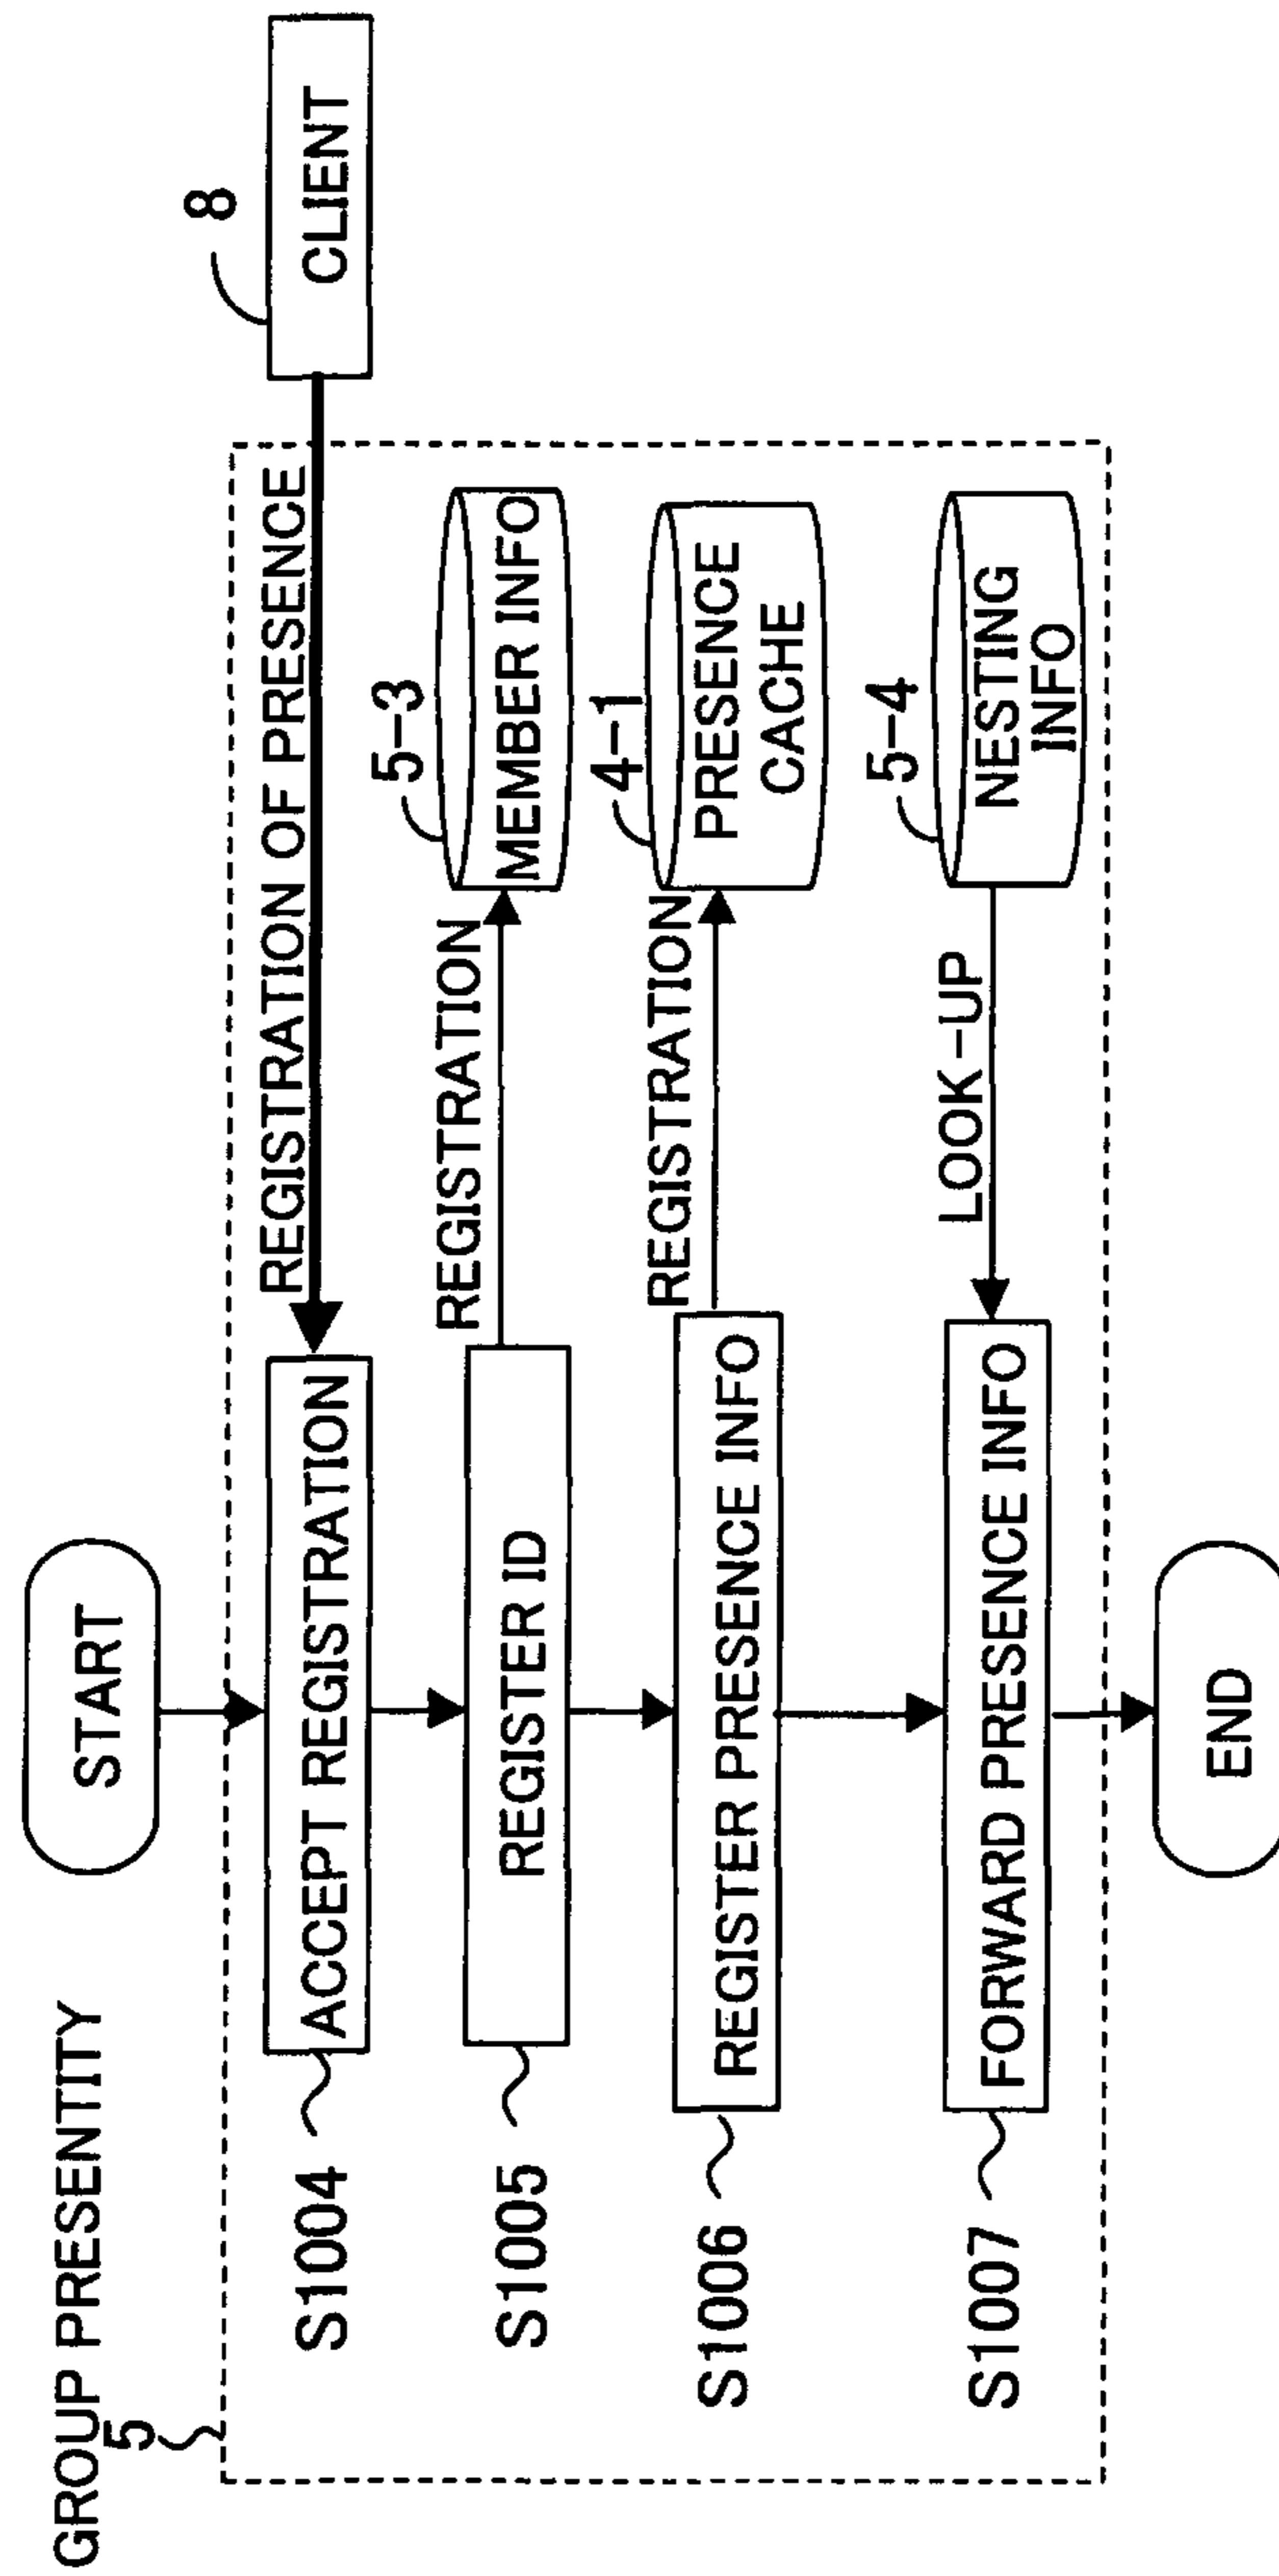 GROUP PRESENTITY
5
START
8
CLIENT
REGISTRATION OF PRESENCE
S1004
ACCEPT REGISTRATION
5-3
REGISTRATION
MEMBER INFO
S1005
REGISTER ID
4-1
REGISTRATION
PRESENCE
CACHE
S1006
REGISTER PRESENCE INFO
5-4
LOOK-UP
NESTING
INFO
S1007
FORWARD PRESENCE INFO
END